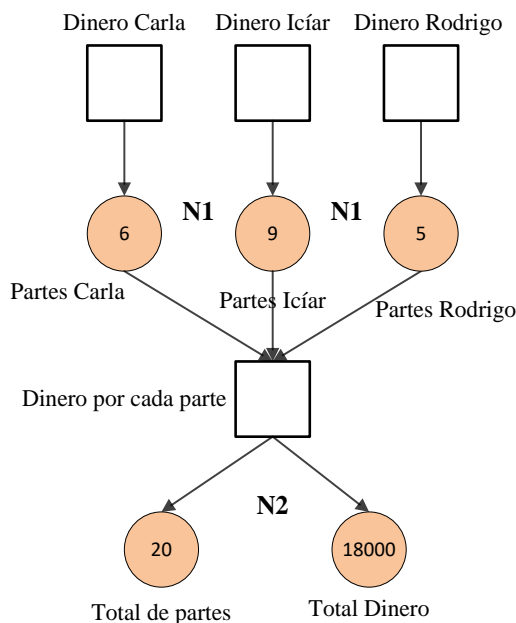 Dinero Carla
Dinero Icíar
Dinero Rodrigo
N1
N1
6
9
5
Partes Carla
Partes Icíar
Partes Rodrigo
Dinero por cada parte
N2
20
18000
Total de partes
Total Dinero